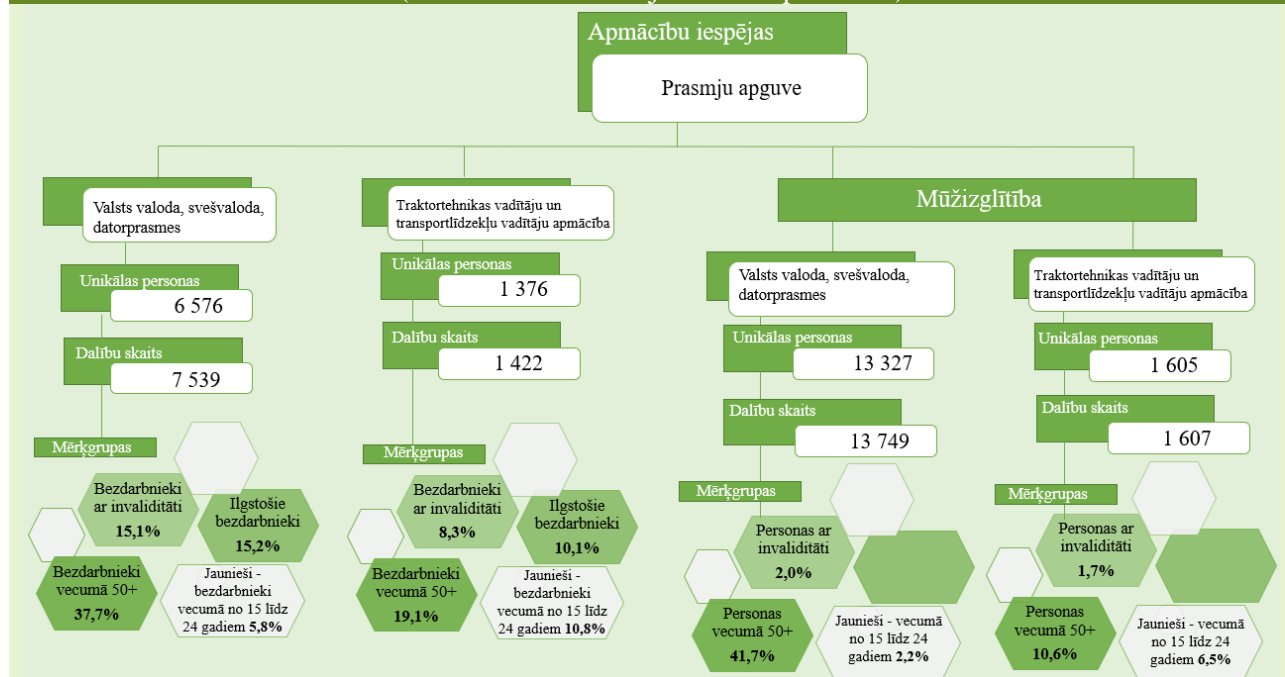 Apmācību iespējas
Prasmju apguve
Valsts valoda, svešvaloda,
datorprasmes
Unikālas personas
6 576
Dalību skaits
7 539
Mērķgrupas
Bezdarbnieki
ar invaliditāti
15,1%
Ilgstošie
bezdarbnieki
15,2%
Bezdarbnieki
vecumā 50+
37,7%
Jaunieši -
bezdarbnieki
vecumā no 15 līdz
24 gadiem 5,8%
Traktortehnikas vadītāju un
transportlīdzekļu vadītāju apmācība
Unikālas personas
1 376
Dalību skaits
1 422
Mērķgrupas
Bezdarbnieki
ar invaliditāti
8,3%
Ilgstošie
bezdarbnieki
10,1%
Bezdarbnieki
vecumā 50+
19,1%
Jaunieši -
bezdarbnieki
vecumā no 15 līdz
24 gadiem 10,8%
Mūžizglītība
Valsts valoda, svešvaloda,
datorprasmes
Unikālas personas
13 327
Dalību skaits
13 749
Mērķgrupas
Personas ar
invaliditāti
2,0%
Personas
vecumā 50+
41,7%
Jaunieši - vecumā
no 15 līdz 24
gadiem 2,2%
Traktortehnikas vadītāju un
transportlīdzekļu vadītāju apmācība
Unikālas personas
1 605
Dalību skaits
1 607
Mērķgrupas
Personas ar
invaliditāti
1,7%
Personas
vecumā 50+
10,6%
Jaunieši - vecumā
no 15 līdz 24
gadiem 6,5%